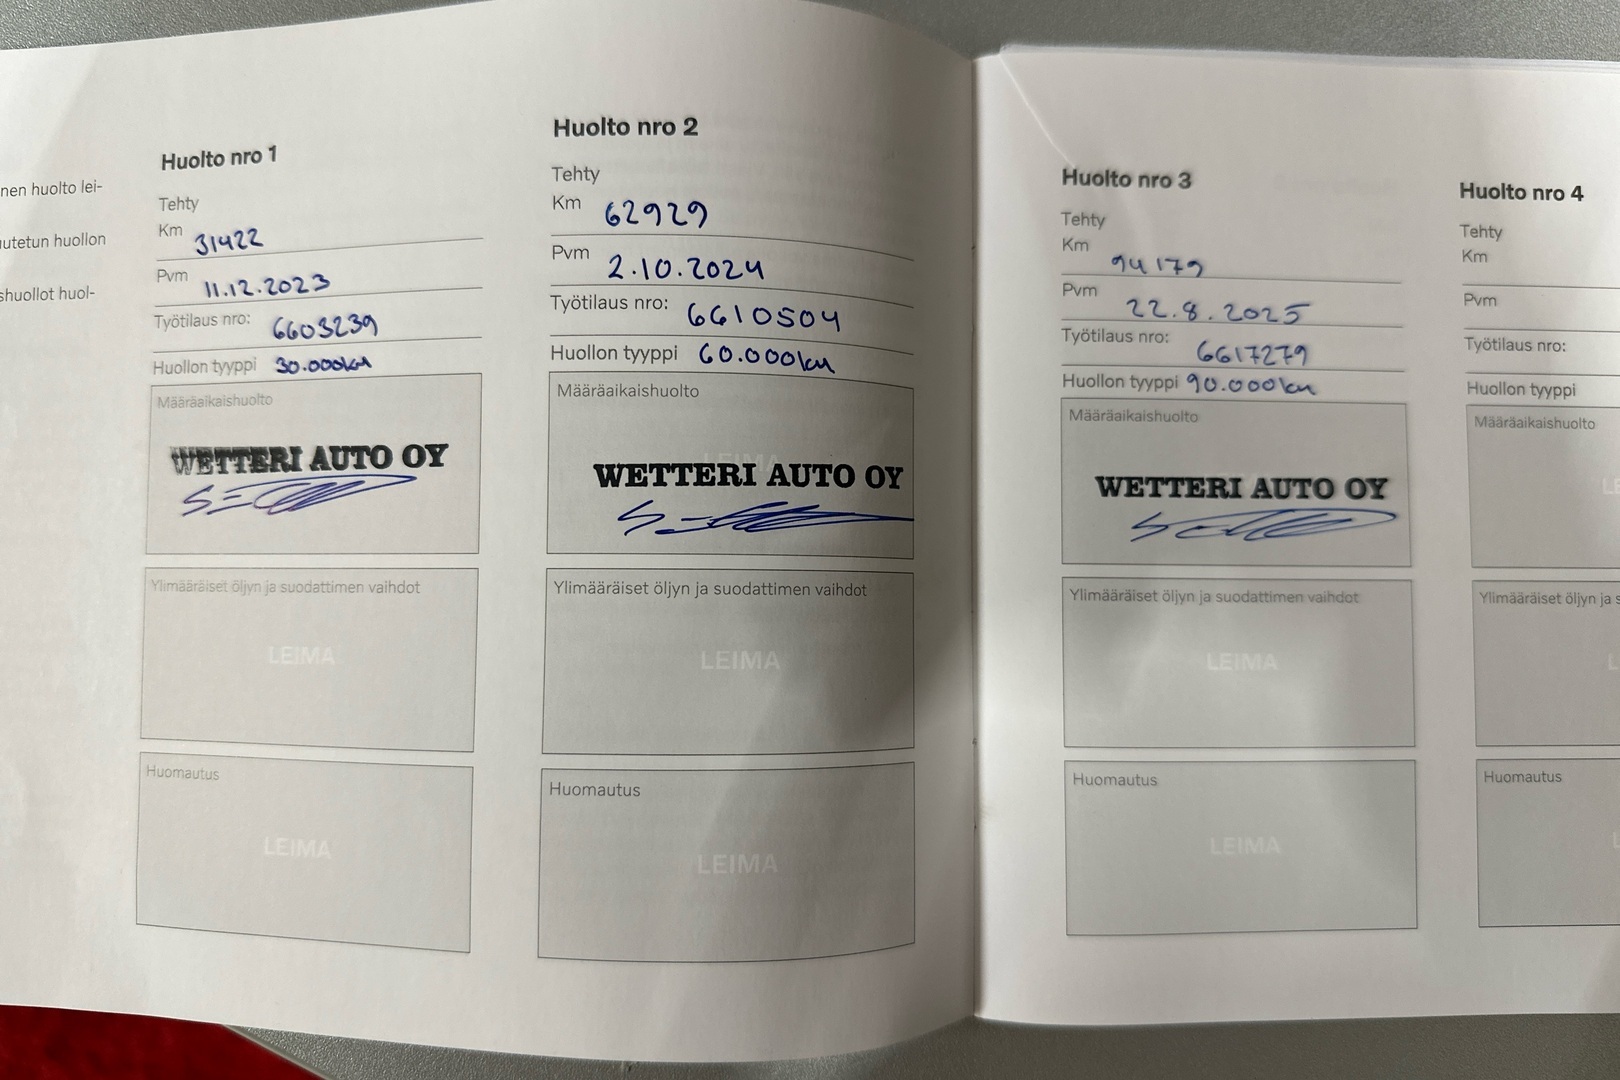 nen huolto lei-
utetun huollon
shuollot huol-
Huolto nro 1
Tehty
Km 31422
Pvm 11.12.2023
Työtilaus nro: 6603239
Huollon tyyppi 30.000km
Määräaikaishuolto
WETTERI AUTO OY
Ylimääräiset öljyn ja suodattimen vaihdot
LEIMA
Huomautus
LEIMA
Huolto nro 2
Tehty
Km 62929
Pvm 2.10.2024
Työtilaus nro: 6610504
Huollon tyyppi 60.000km
Määräaikaishuolto
LEIMA
WETTERI AUTO OY
Ylimääräiset öljyn ja suodattimen vaihdot
LEIMA
Huomautus
LEIMA
Huolto nro 3
Tehty
Km 94179
Pvm 22.8.2025
Työtilaus nro: 6617279
Huollon tyyppi 90.000km
Määräaikaishuolto
WETTERI AUTO OY
Ylimääräiset öljyn ja suodattimen vaihdot
LEIMA
Huomautus
LEIMA
Huolto nro 4
Tehty
Km
Pvm
Työtilaus nro:
Huollon tyyppi
Määräaikaishuolto
LE
Ylimääräiset öljyn ja s
L
Huomautus
L